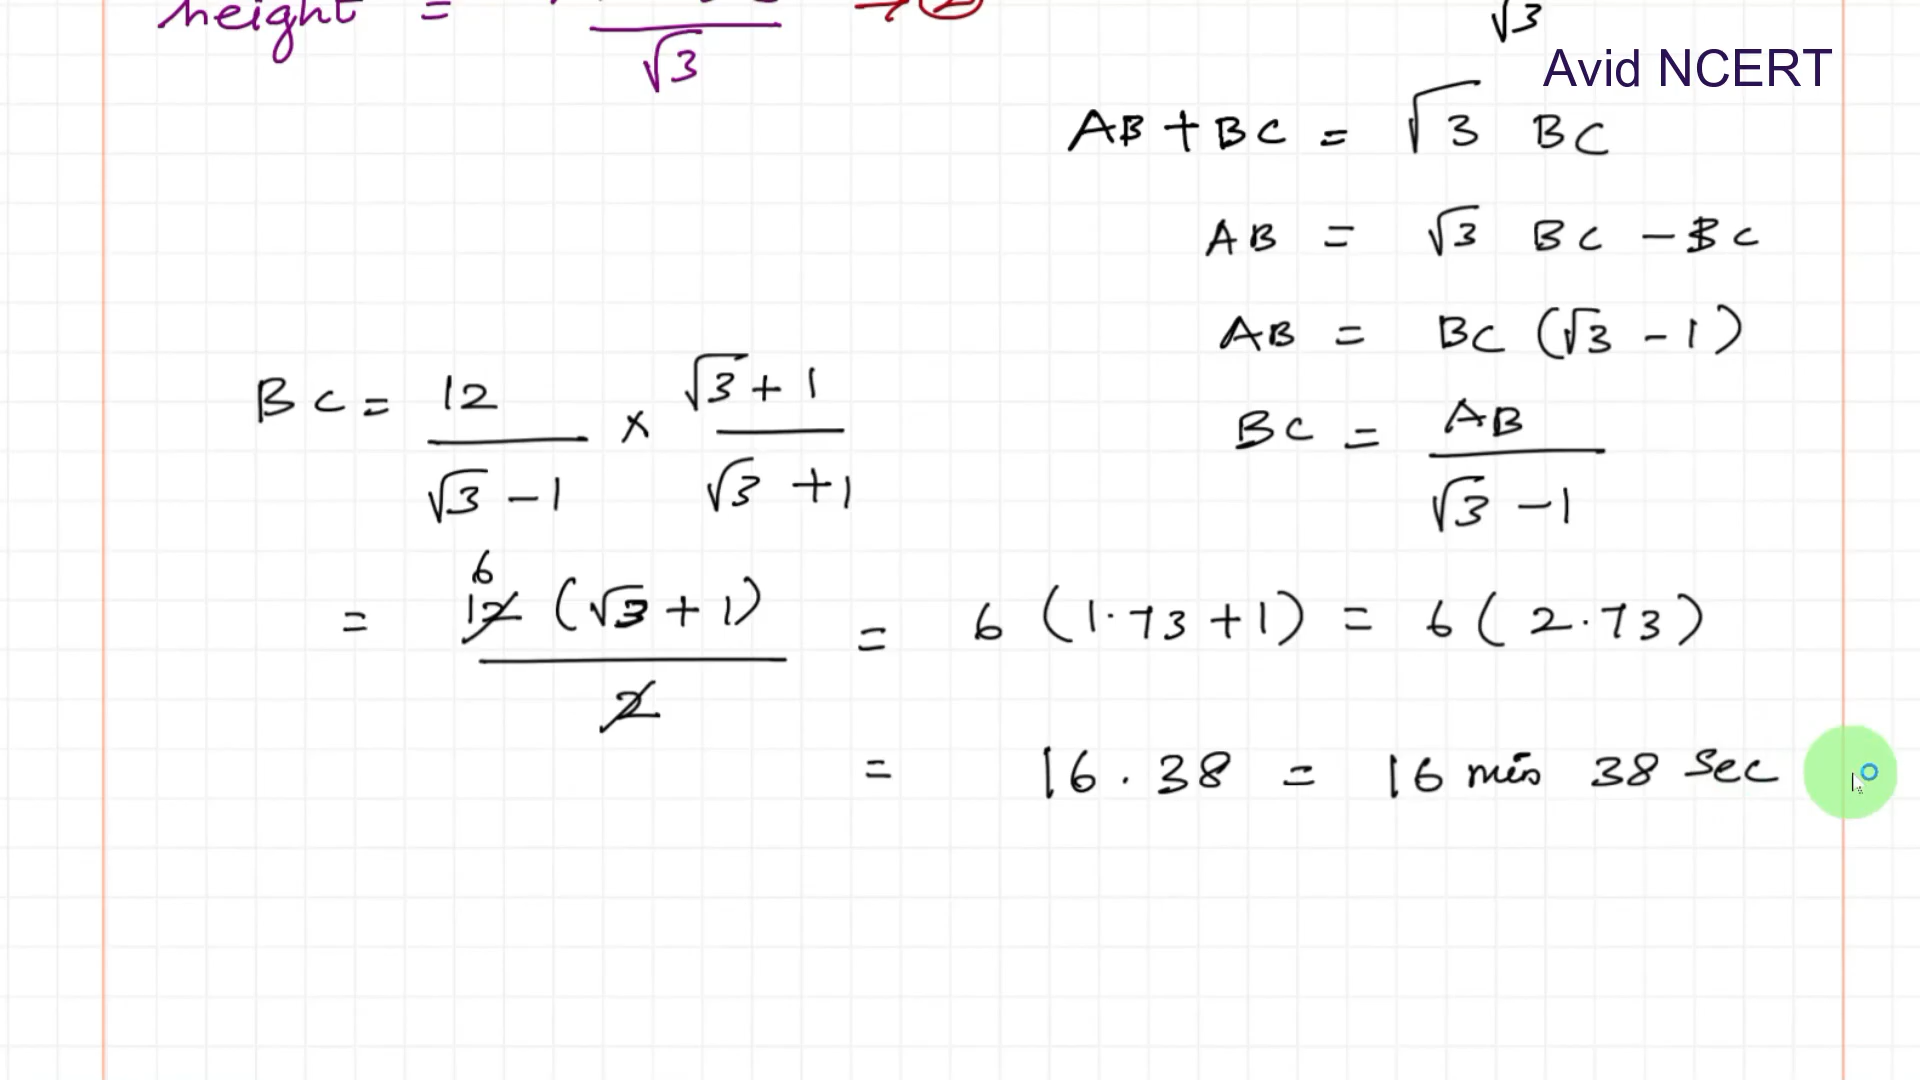 height =
√3
√3
Avid NCERT
AB + BC = √3 BC
AB = √3 BC - BC
AB = BC (√3 - 1)
BC = 12 / √3 - 1 × √3 + 1 / √3 + 1
BC = AB / √3 - 1
= 6 12 (√3 + 1) / 2 = 6 (1.73 + 1) = 6 (2.73)
= 16.38 = 16 min 38 sec